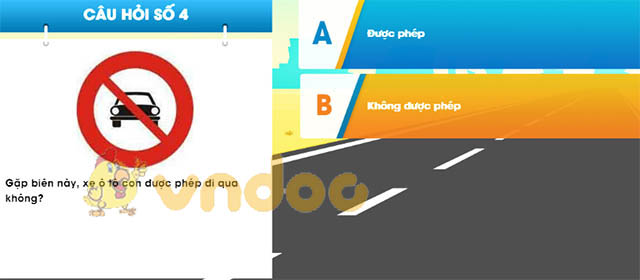 CÂU HỎI SỐ 4
Gặp biển này, xe ô tô con được phép đi qua
không?
A
Được phép
B
Không được phép
vndoc